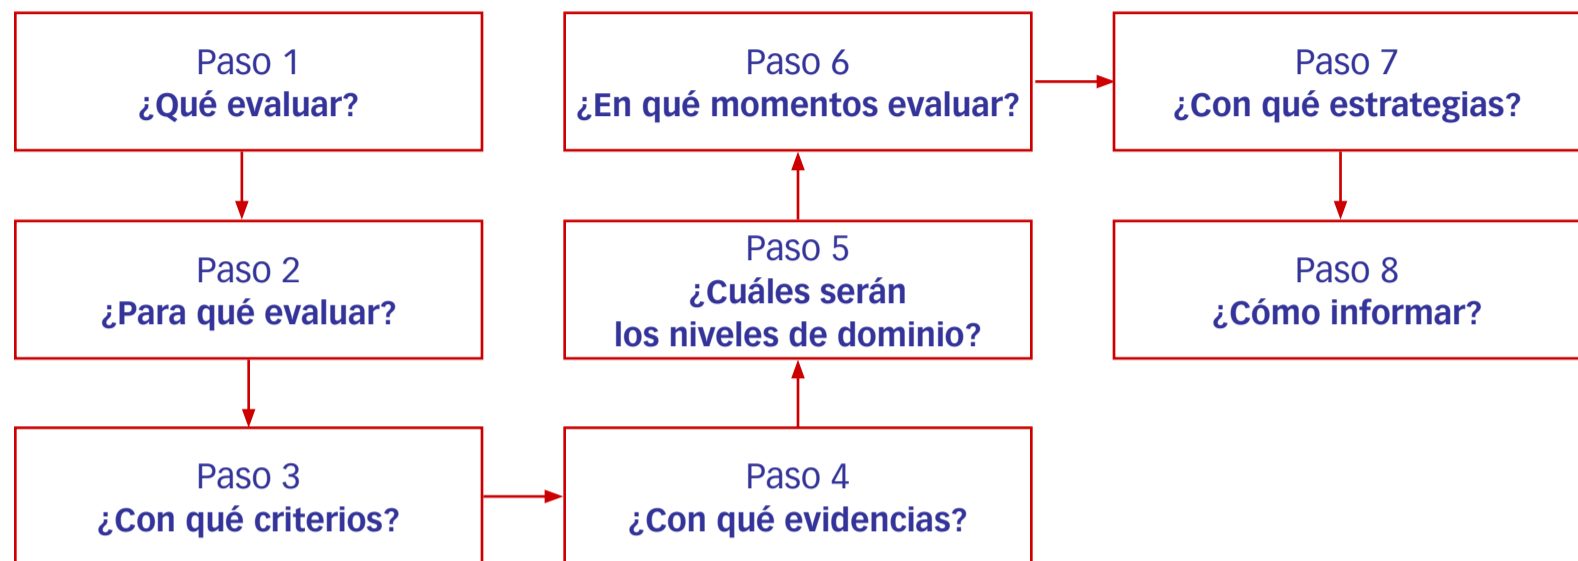 Paso 1
¿Qué evaluar?
Paso 2
¿Para qué evaluar?
Paso 3
¿Con qué criterios?
Paso 4
¿Con qué evidencias?
Paso 5
¿Cuáles serán
los niveles de dominio?
Paso 6
¿En qué momentos evaluar?
Paso 7
¿Con qué estrategias?
Paso 8
¿Cómo informar?